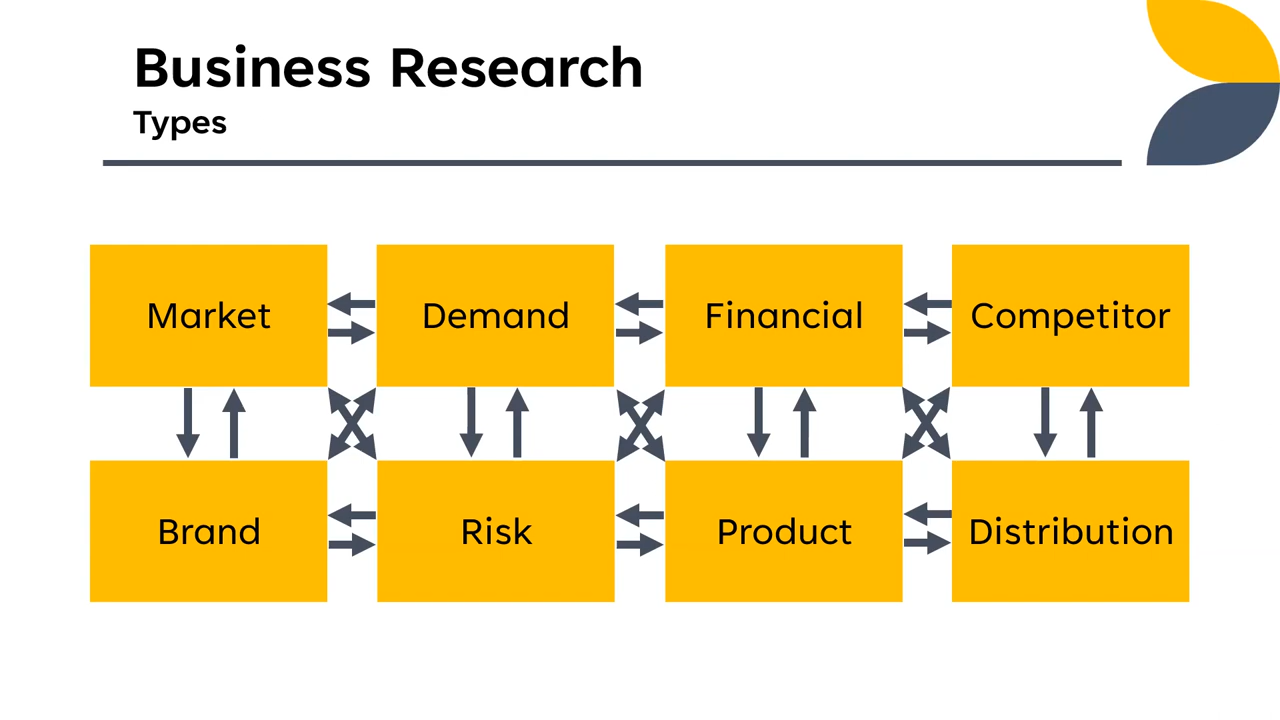 Business Research
Types
Market
Demand
Financial
Competitor
Brand
Risk
Product
Distribution